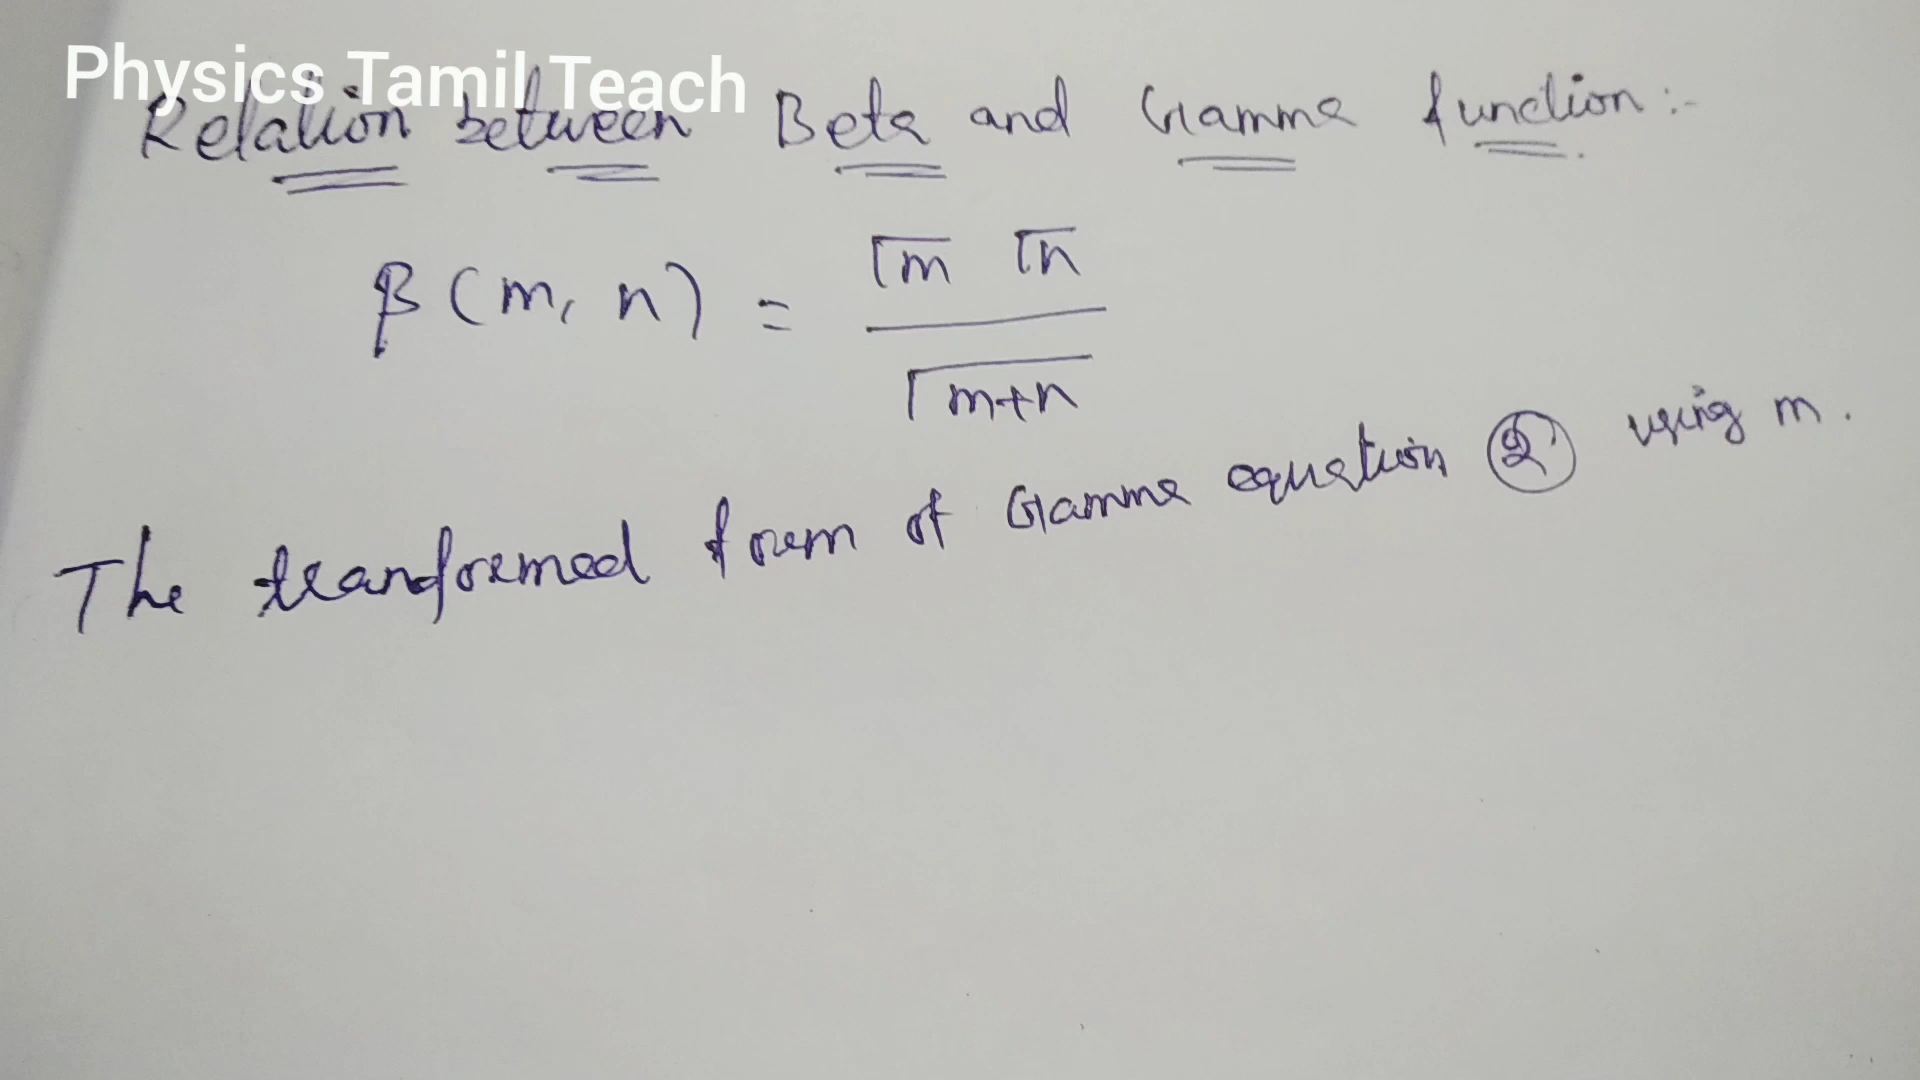 Physics Tamil Teach
Relation between Beta and Gamma function:-
β(m, n) = Γm Γn / Γm+n
The tranformed form of Gamma equation ② using m.